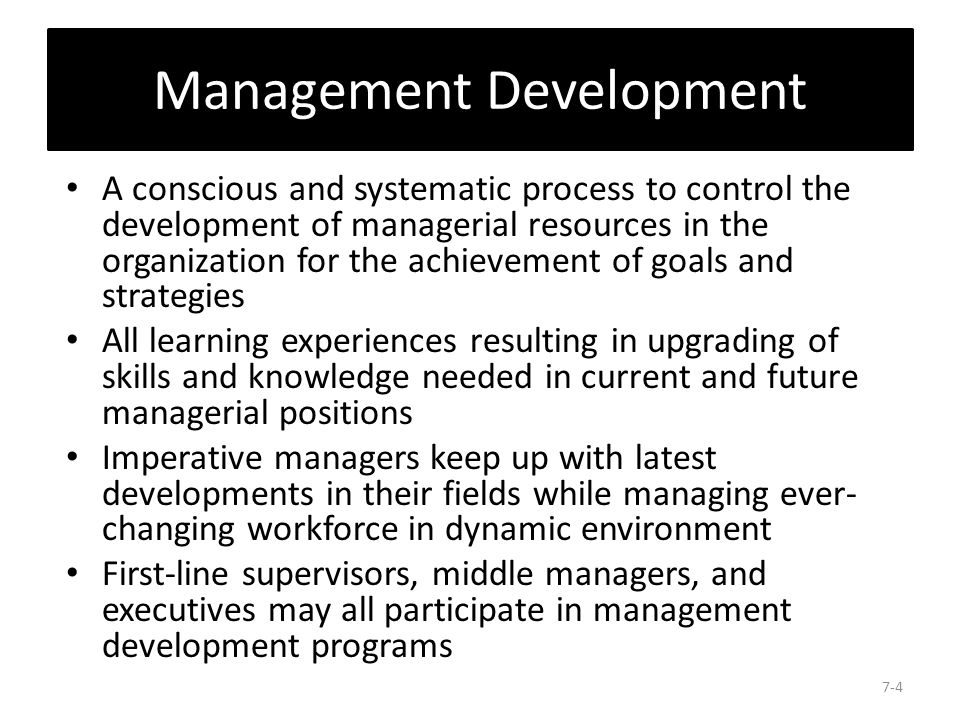 Management Development
• A conscious and systematic process to control the
development of managerial resources in the
organization for the achievement of goals and
strategies
• All learning experiences resulting in upgrading of
skills and knowledge needed in current and future
managerial positions
• Imperative managers keep up with latest
developments in their fields while managing ever-
changing workforce in dynamic environment
• First-line supervisors, middle managers, and
executives may all participate in management
development programs
7-4